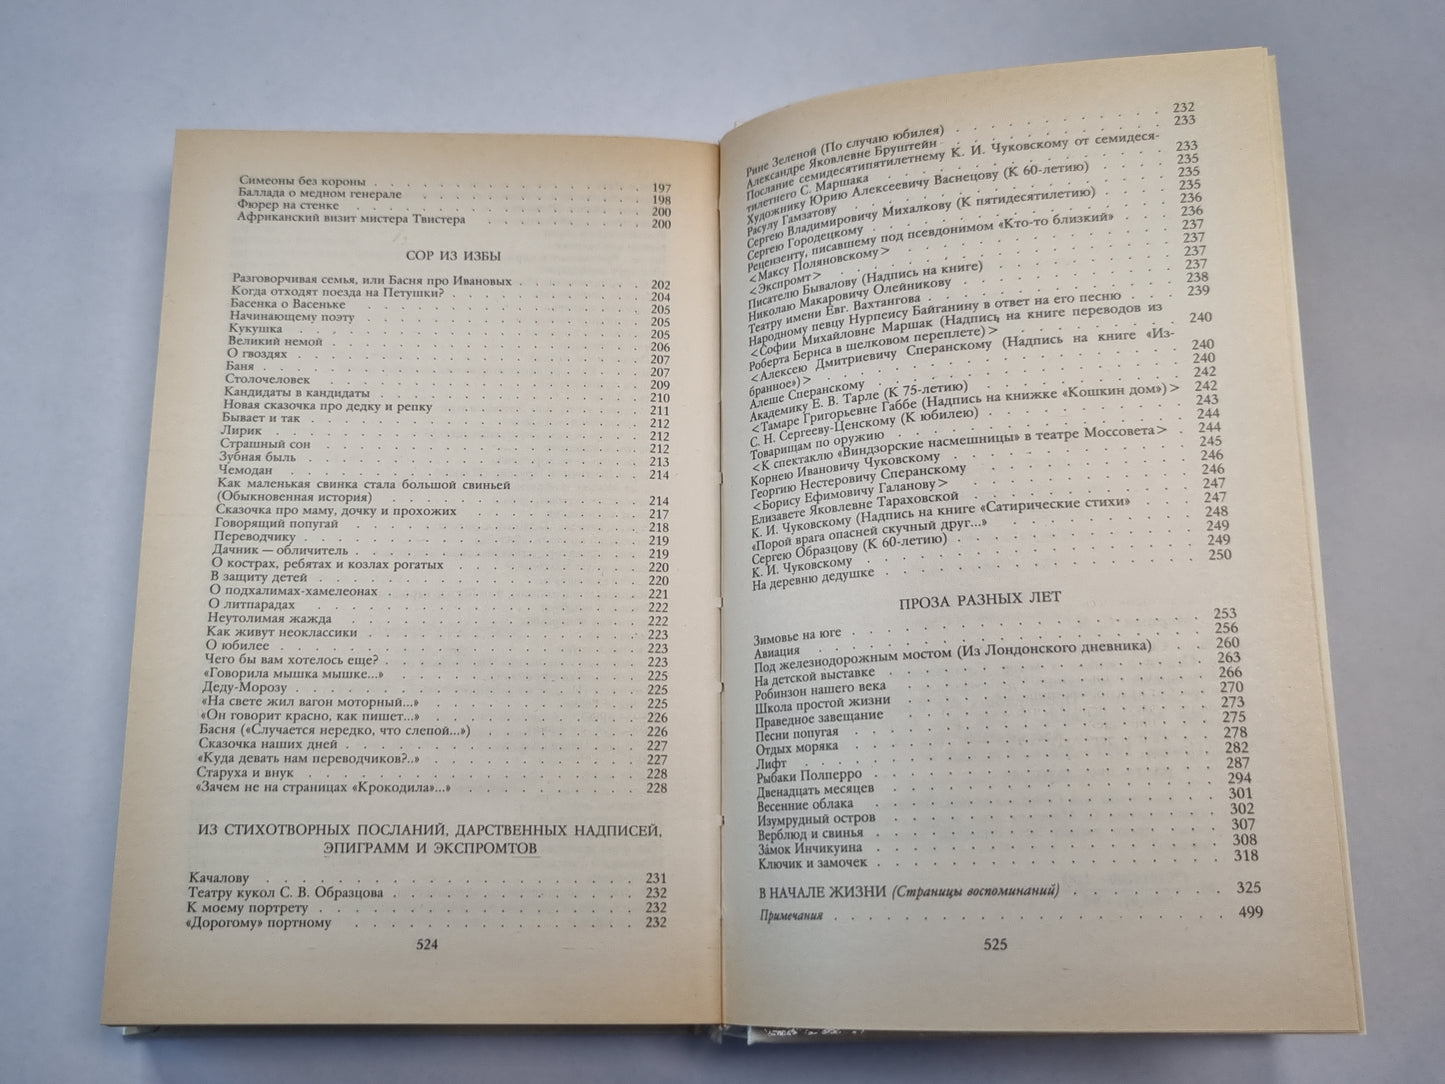 Симеоны без короны . . . 197
Баллада о медном генерале . . . 198
Фюрер на стенке . . . 200
Африканский визит мистера Твистера . . . 200
СОР ИЗ ИЗБЫ
Разговорчивая семья, или Басня про Ивановых . . . 202
Когда отходят поезда на Петушки? . . . 204
Басенка о Васеньке . . . 205
Начинающему поэту . . . 205
Кукушка . . . 205
Великий немой . . . 206
О гвоздях . . . 207
Баня . . . 207
Столочеловек . . . 209
Кандидаты в кандидаты . . . 210
Новая сказочка про дедку и репку . . . 211
Бывает и так . . . 212
Лирик . . . 212
Страшный сон . . . 212
Зубная быль . . . 213
Чемодан . . . 214
Как маленькая свинка стала большой свиньей
(Обыкновенная история) . . . 214
Сказочка про маму, дочку и прохожих . . . 217
Говорящий попугай . . . 218
Переводчику . . . 219
Дачник — обличитель . . . 219
О кострах, ребятах и козлах рогатых . . . 220
В защиту детей . . . 220
О подхалимах-хамелеонах . . . 221
О литпарадах . . . 222
Неутолимая жажда . . . 222
Как живут неоклассики . . . 223
О юбилее . . . 223
Чего бы вам хотелось еще? . . . 223
«Говорила мышка мышке...» . . . 225
Деду-Морозу . . . 225
«На свете жил вагон моторный...» . . . 225
«Он говорит красно, как пишет...» . . . 226
Басня («Случается нередко, что слепой...») . . . 226
Сказочка наших дней . . . 227
«Куда девать нам переводчиков?..» . . . 227
Старуха и внук . . . 228
«Зачем не на страницах «Крокодила»...» . . . 228
ИЗ СТИХОТВОРНЫХ ПОСЛАНИЙ, ДАРСТВЕННЫХ НАДПИСЕЙ,
ЭПИГРАММ И ЭКСПРОМТОВ
Качалову . . . 231
Театру кукол С. В. Образцова . . . 232
К моему портрету . . . 232
«Дорогому» портному . . . 232
524
Рине Зеленой (По случаю юбилея) . . . 232
Александре Яковлевне Бруштейн . . . 233
Послание семидесятипятилетнему К. И. Чуковскому от семидеся-
тилетнего С. Маршака . . . 233
Художнику Юрию Алексеевичу Васнецову (К 60-летию) . . . 235
Расулу Гамзатову . . . 235
Сергею Владимировичу Михалкову (К пятидесятилетию) . . . 235
Сергею Городецкому . . . 236
Рецензенту, писавшему под псевдонимом «Кто-то близкий» . . . 236
<Максу Поляновскому> . . . 237
<Экспромт> . . . 237
Писателю Бывалову (Надпись на книге) . . . 237
Николаю Макаровичу Олейникову . . . 237
Театру имени Евг. Вахтангова . . . 238
Народному певцу Нурпеису Байганину в ответ на его песню . . . 239
<Софии Михайловне Маршак (Надпись на книге переводов из
Роберта Бернса в шелковом переплете)> . . . 240
<Алексею Дмитриевичу Сперанскому (Надпись на книге «Из-
бранное»)> . . . 240
Алеше Сперанскому . . . 240
Академику Е. В. Тарле (К 75-летию) . . . 242
<Тамаре Григорьевне Габбе (Надпись на книжке «Кошкин дом»)> 242
С. Н. Сергееву-Ценскому (К юбилею) . . . 243
Товарищам по оружию . . . 244
<К спектаклю «Виндзорские насмешницы» в театре Моссовета> . 244
Корнею Ивановичу Чуковскому . . . 245
Георгию Нестеровичу Сперанскому . . . 246
<Борису Ефимовичу Галанову> . . . 246
Елизавете Яковлевне Тараховской . . . 247
К. И. Чуковскому (Надпись на книге «Сатирические стихи» . . . 247
«Порой врага опасней скучный друг...» . . . 248
Сергею Образцову (К 60-летию) . . . 249
К. И. Чуковскому . . . 249
На деревню дедушке . . . 250
ПРОЗА РАЗНЫХ ЛЕТ
Зимовье на юге . . . 253
Авиация . . . 256
Под железнодорожным мостом (Из Лондонского дневника) . . . 260
На детской выставке . . . 263
Робинзон нашего века . . . 266
Школа простой жизни . . . 270
Праведное завещание . . . 273
Песни попугая . . . 275
Отдых моряка . . . 278
Лифт . . . 282
Рыбаки Полперро . . . 287
Двенадцать месяцев . . . 294
Весенние облака . . . 301
Изумрудный остров . . . 302
Верблюд и свинья . . . 307
Замок Инчикуина . . . 308
Ключик и замочек . . . 318
В НАЧАЛЕ ЖИЗНИ (Страницы воспоминаний) . . . 325
Примечания . . . 499
525